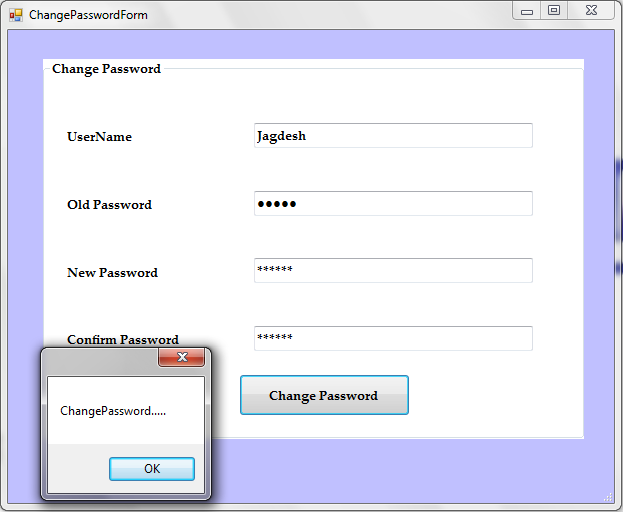 ChangePasswordForm
Change Password
UserName
Jagdesh
Old Password
●●●●●
New Password
******
Confirm Password
******
Change Password
ChangePassword.....
OK